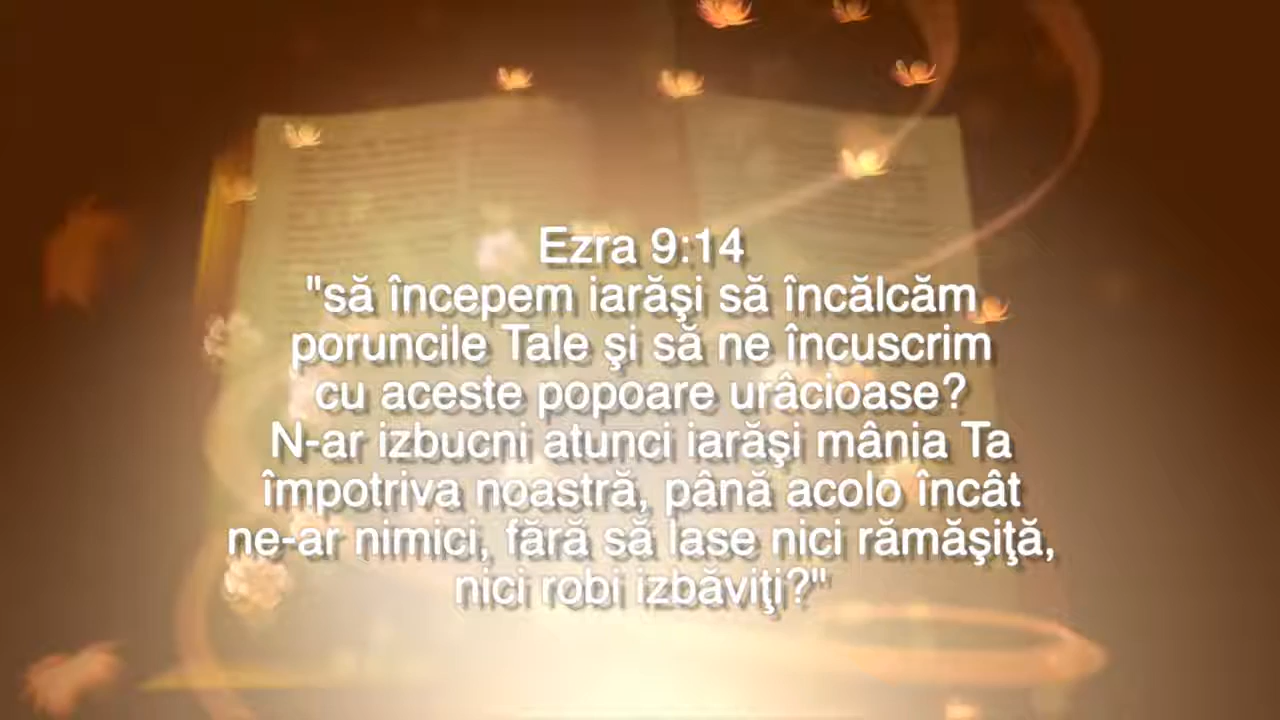 Ezra 9:14
"să începem iarăşi să încălcăm
poruncile Tale şi să ne încuscrim
cu aceste popoare urâcioase?
N-ar izbucni atunci iarăşi mânia Ta
împotriva noastră, până acolo încât
ne-ar nimici, fără să lase nici rămăşiţă,
nici robi izbăviţi?"